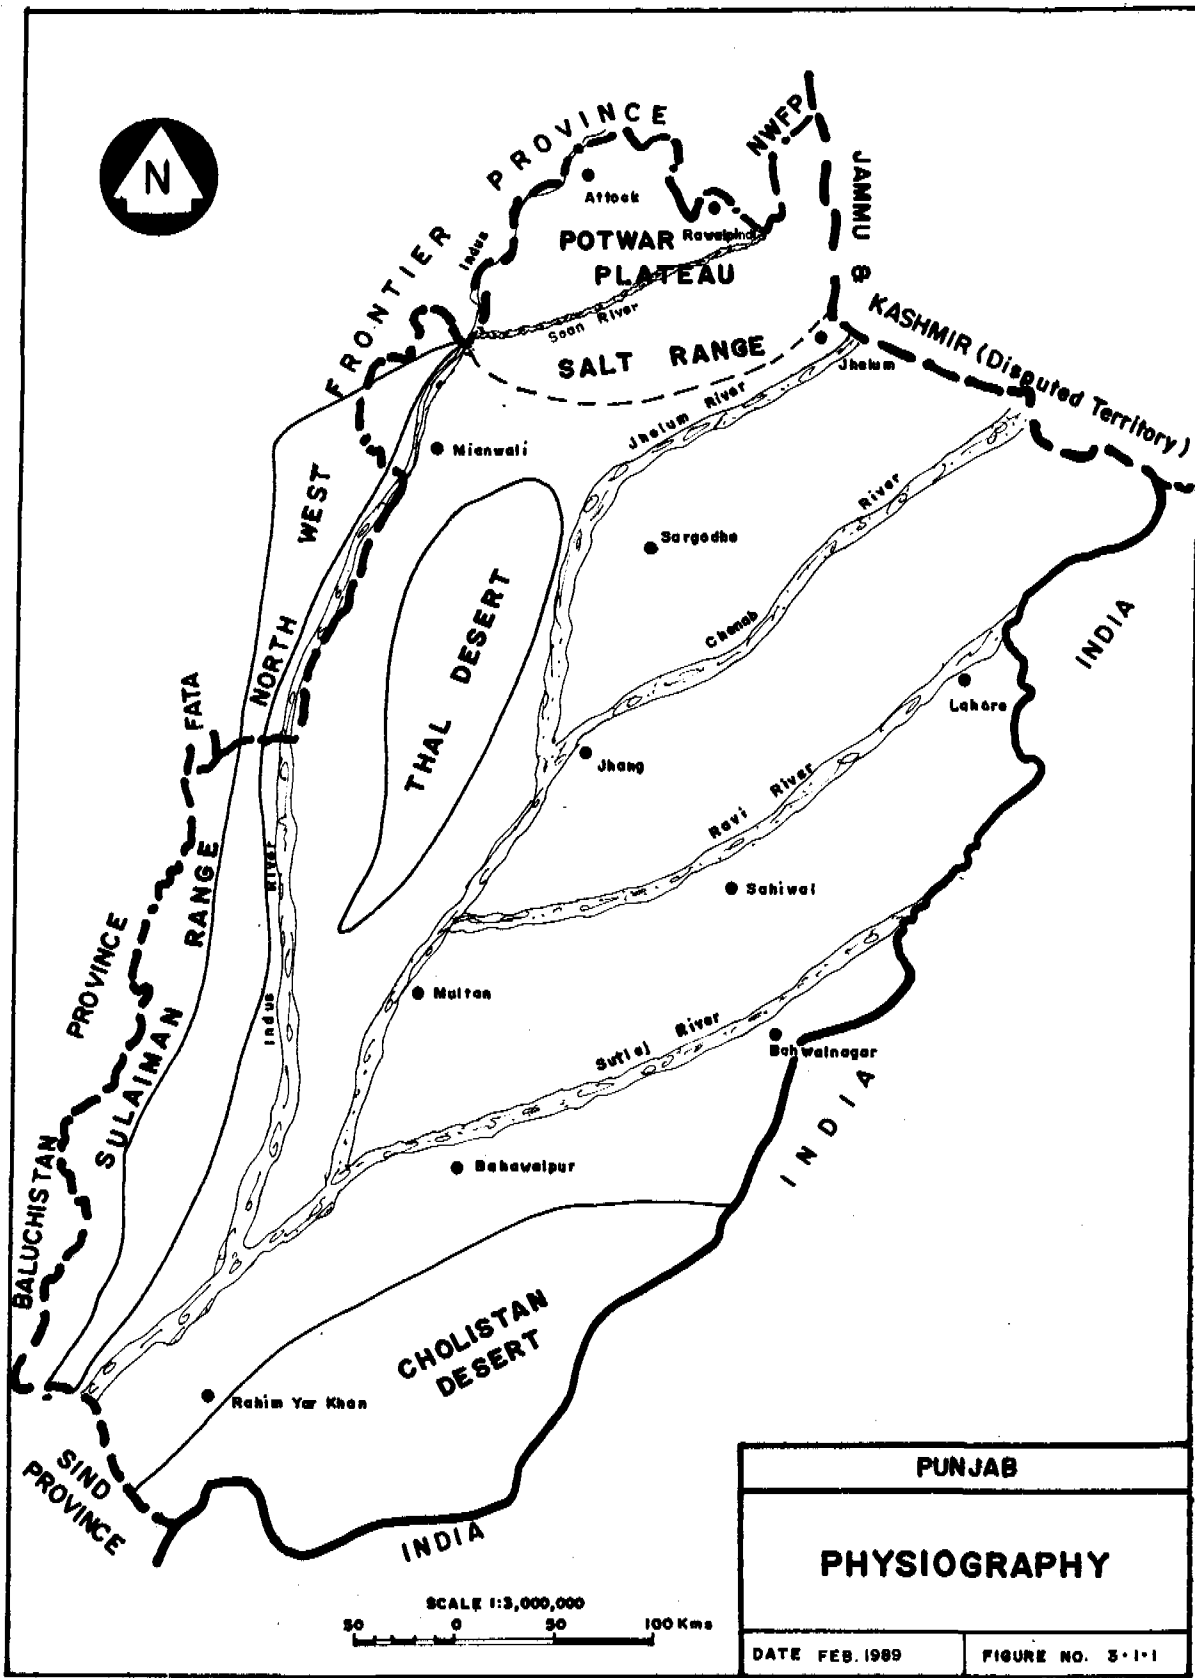 N
NORTH WEST FRONTIER PROVINCE
NWFP
JAMMU & KASHMIR (Disputed Territory)
Attock
Rawalpindi
Indus
POTWAR
PLATEAU
Soan River
SALT RANGE
Jhelum
Jhelum River
Mianwali
Chenab River
Sargodha
INDIA
THAL DESERT
FATA
Lahore
Jhang
Ravi River
Sahiwal
Indus River
SULAIMAN RANGE
BALUCHISTAN PROVINCE
Multan
Sutlej River
Bahwalnagar
INDIA
Bahawalpur
CHOLISTAN
DESERT
Rahim Yar Khan
SIND
PROVINCE
INDIA
PUNJAB
PHYSIOGRAPHY
SCALE 1:3,000,000
50 0 50 100 Kms
DATE FEB. 1989
FIGURE NO. 3·1·1